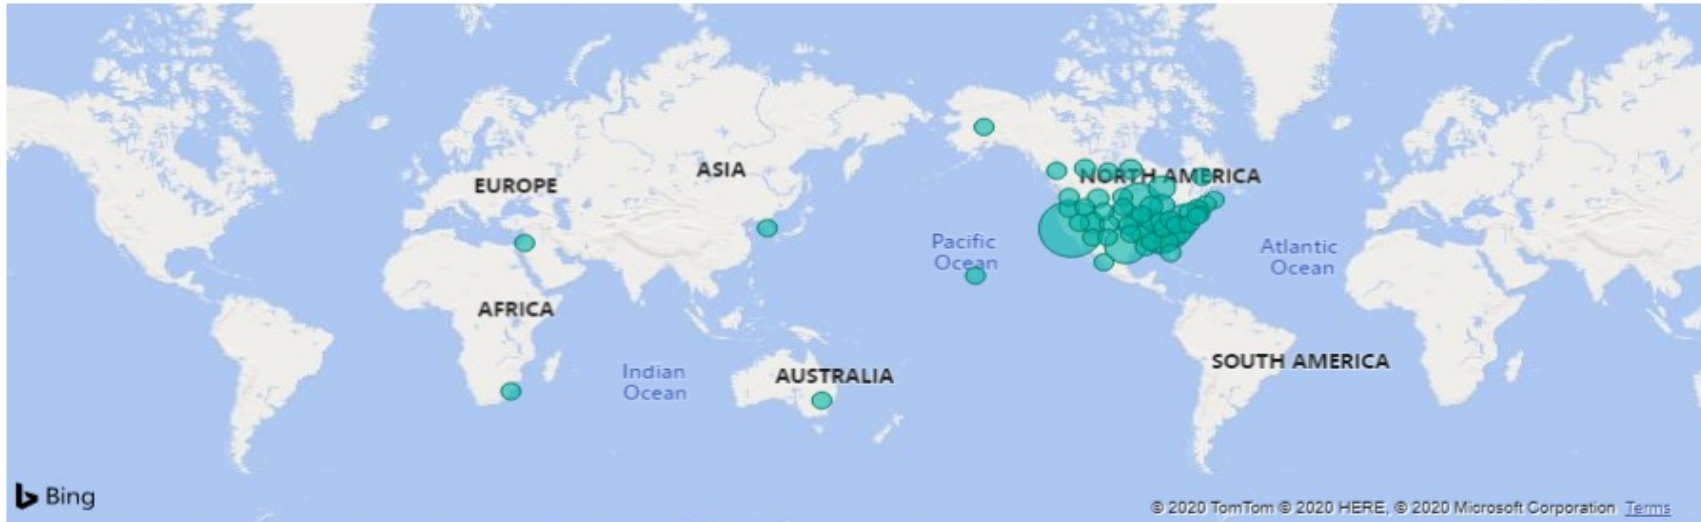 ASIA
EUROPE
NORTH AMERICA
Pacific
Ocean
Atlantic
Ocean
AFRICA
Indian
Ocean
AUSTRALIA
SOUTH AMERICA
Bing
© 2020 TomTom © 2020 HERE, © 2020 Microsoft Corporation Terms